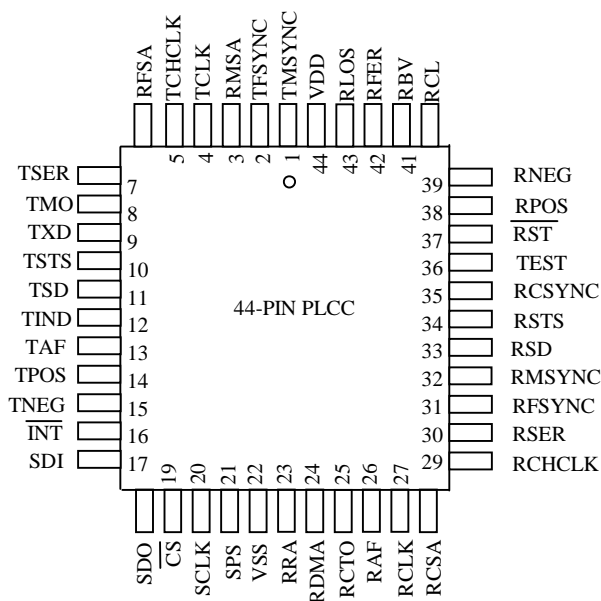 RFSA
TCHCLK
TCLK
RMSA
TFSYNC
TMSYNC
VDD
RLOS
RFER
RBV
RCL
5
4
3
2
1
44
43
42
41
TSER 7
TMO 8
TXD 9
TSTS 10
TSD 11
TIND 12
TAF 13
TPOS 14
TNEG 15
INT 16
SDI 17
44-PIN PLCC
39 RNEG
38 RPOS
37 RST
36 TEST
35 RCSYNC
34 RSTS
33 RSD
32 RMSYNC
31 RFSYNC
30 RSER
29 RCHCLK
19
20
21
22
23
24
25
26
27
SDO
CS
SCLK
SPS
VSS
RRA
RDMA
RCTO
RAF
RCLK
RCSA